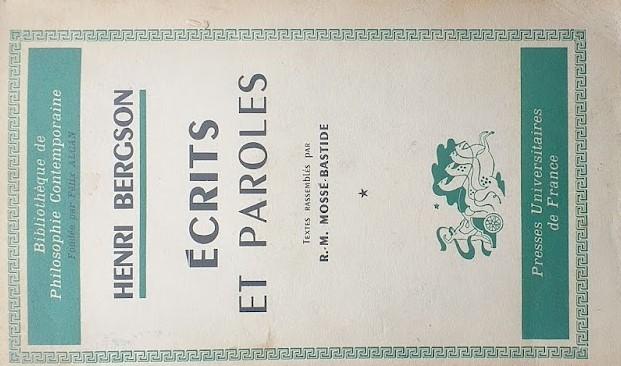 Bibliothèque de
Philosophie Contemporaine
Fondée par Félix ALCAN
HENRI BERGSON
ÉCRITS
ET PAROLES
TEXTES RASSEMBLÉS PAR
R.-M. MOSSÉ-BASTIDE
★
Presses Universitaires
de France